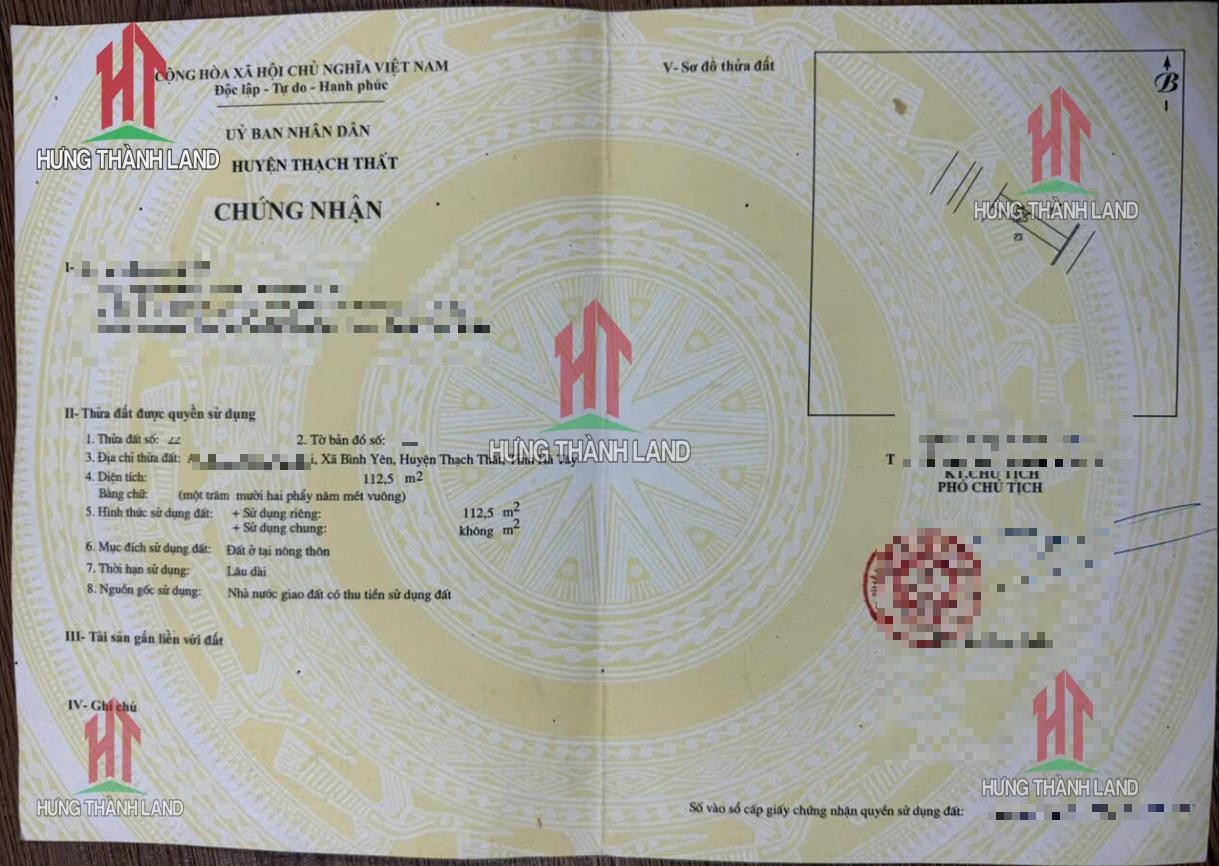 CỘNG HÒA XÃ HỘI CHỦ NGHĨA VIỆT NAM
Độc lập - Tự do - Hạnh phúc
HƯNG THÀNH LAND
UỶ BAN NHÂN DÂN
HUYỆN THẠCH THẤT
CHỨNG NHẬN
I-
II- Thửa đất được quyền sử dụng
1. Thửa đất số: 2. Tờ bản đồ số:
3. Địa chỉ thửa đất: Xã Bình Yên, Huyện Thạch Thất, Tỉnh Hà Tây
4. Diện tích: 112,5 m2
Bằng chữ: (một trăm mười hai phẩy năm mét vuông)
5. Hình thức sử dụng đất: + Sử dụng riêng: 112,5 m2
+ Sử dụng chung: không m2
6. Mục đích sử dụng đất: Đất ở tại nông thôn
7. Thời hạn sử dụng: Lâu dài
8. Nguồn gốc sử dụng: Nhà nước giao đất có thu tiền sử dụng đất
III- Tài sản gắn liền với đất
IV- Ghi chú
HƯNG THÀNH LAND
HƯNG THÀNH LAND
V- Sơ đồ thửa đất
B
HƯNG THÀNH LAND
23
T
KT.CHỦ TỊCH
PHÓ CHỦ TỊCH
HƯNG THÀNH LAND
Số vào sổ cấp giấy chứng nhận quyền sử dụng đất: